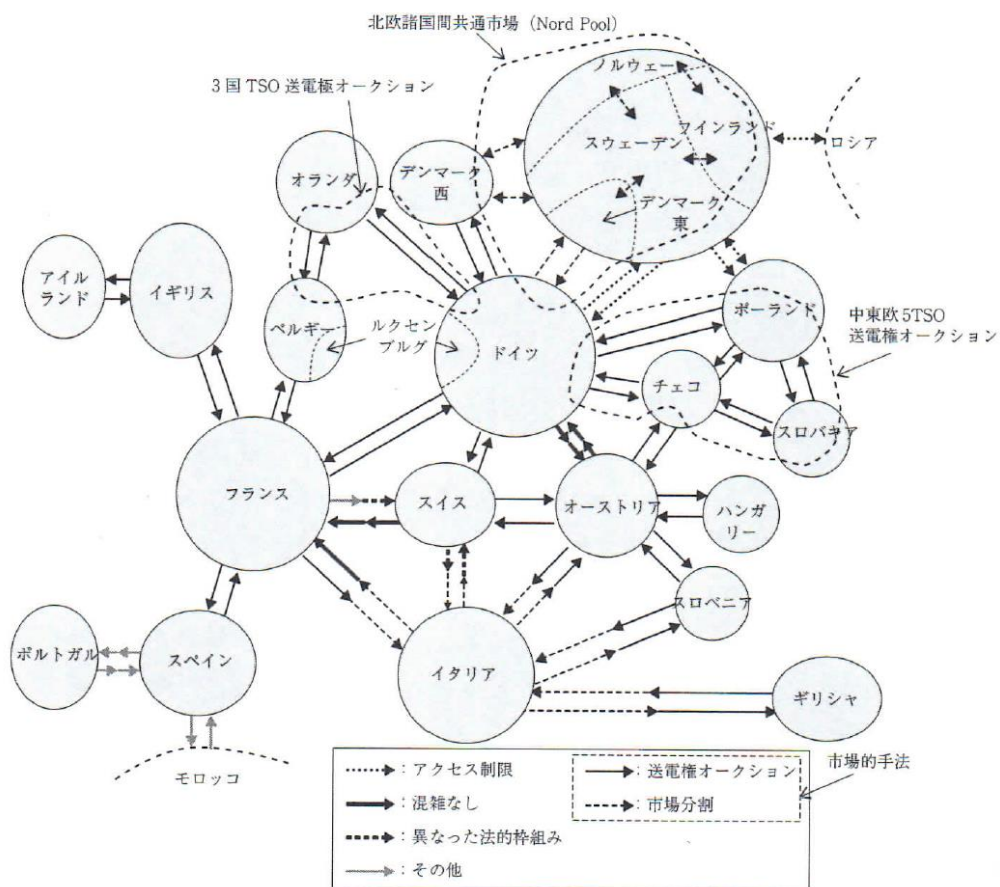 北欧諸国間共通市場（Nord Pool）
3国 TSO 送電極オークション
ノルウェー
スウェーデン
フィンランド
ロシア
オランダ
デンマーク
西
デンマーク
東
アイル
ランド
イギリス
ベルギー
ルクセン
ブルグ
ドイツ
ポーランド
中東欧 5TSO
送電権オークション
チェコ
スロバキア
フランス
スイス
オーストリア
ハンガ
リー
スロベニア
ポルトガル
スペイン
イタリア
ギリシャ
モロッコ
：アクセス制限
：混雑なし
：異なった法的枠組み
：その他
：送電権オークション
：市場分割
市場的手法